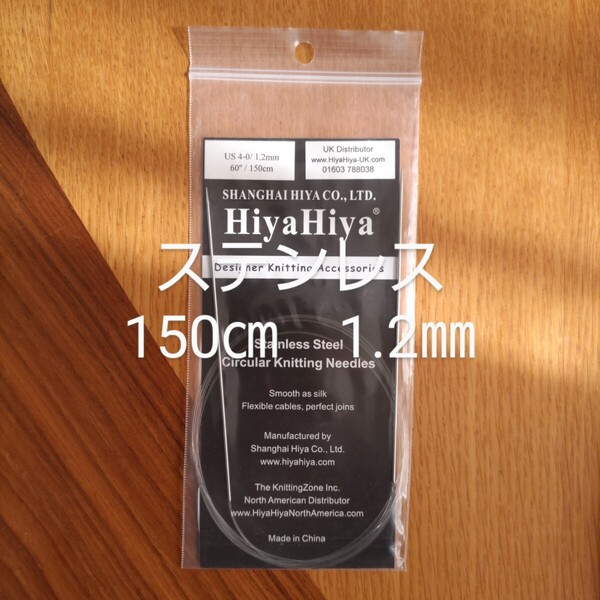 US 4-0/ 1.2mm
60" / 150cm
UK Distributor
www.HiyaHiya-UK.com
01603 788038
SHANGHAI HIYA CO., LTD.
HiyaHiya®
ステンレス
Designer Knitting Accessories
150㎝ 1.2㎜
Stainless Steel
Circular Knitting Needles
Smooth as silk
Flexible cables, perfect joins
Manufactured by
Shanghai Hiya Co., Ltd.
www.hiyahiya.com
The KnittingZone Inc.
North American Distributor
www.HiyaHiyaNorthAmerica.com
Made in China